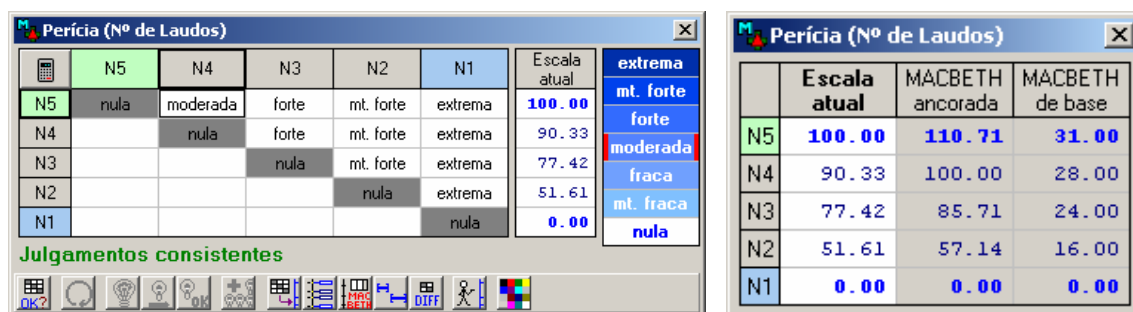 Perícia (Nº de Laudos)
N5 N4 N3 N2 N1 Escala atual
N5 nula moderada forte mt. forte extrema 100.00
N4 nula forte mt. forte extrema 90.33
N3 nula mt. forte extrema 77.42
N2 nula extrema 51.61
N1 nula 0.00
extrema
mt. forte
forte
moderada
fraca
mt. fraca
nula
Julgamentos consistentes
OK? OK MAC BETH DIFF
Perícia (Nº de Laudos)
Escala atual MACBETH ancorada MACBETH de base
N5 100.00 110.71 31.00
N4 90.33 100.00 28.00
N3 77.42 85.71 24.00
N2 51.61 57.14 16.00
N1 0.00 0.00 0.00